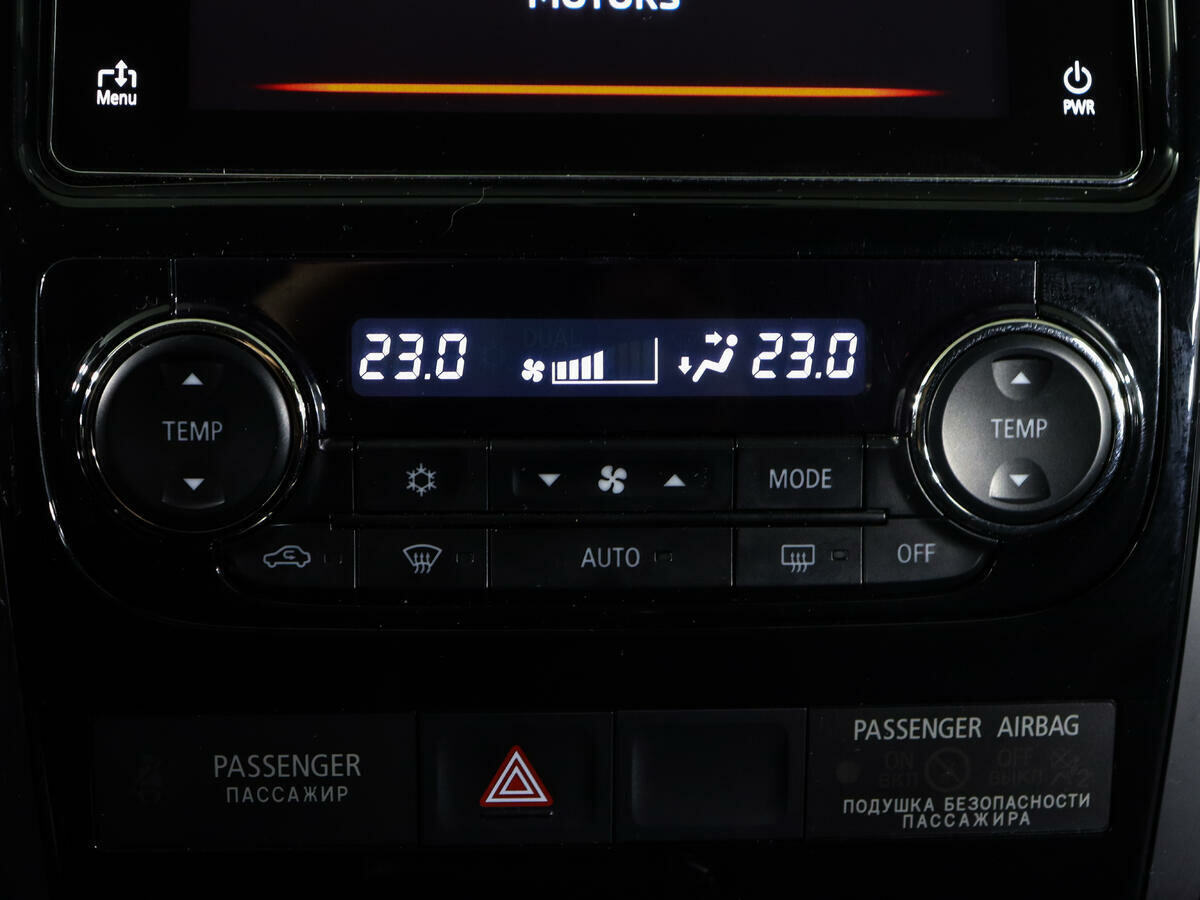 MOTORS
Menu
PWR
DUAL
23.0
23.0
TEMP
TEMP
MODE
AUTO
OFF
PASSENGER
ПАССАЖИР
PASSENGER AIRBAG
ON OFF
ВКЛ ВЫКЛ
ПОДУШКА БЕЗОПАСНОСТИ
ПАССАЖИРА